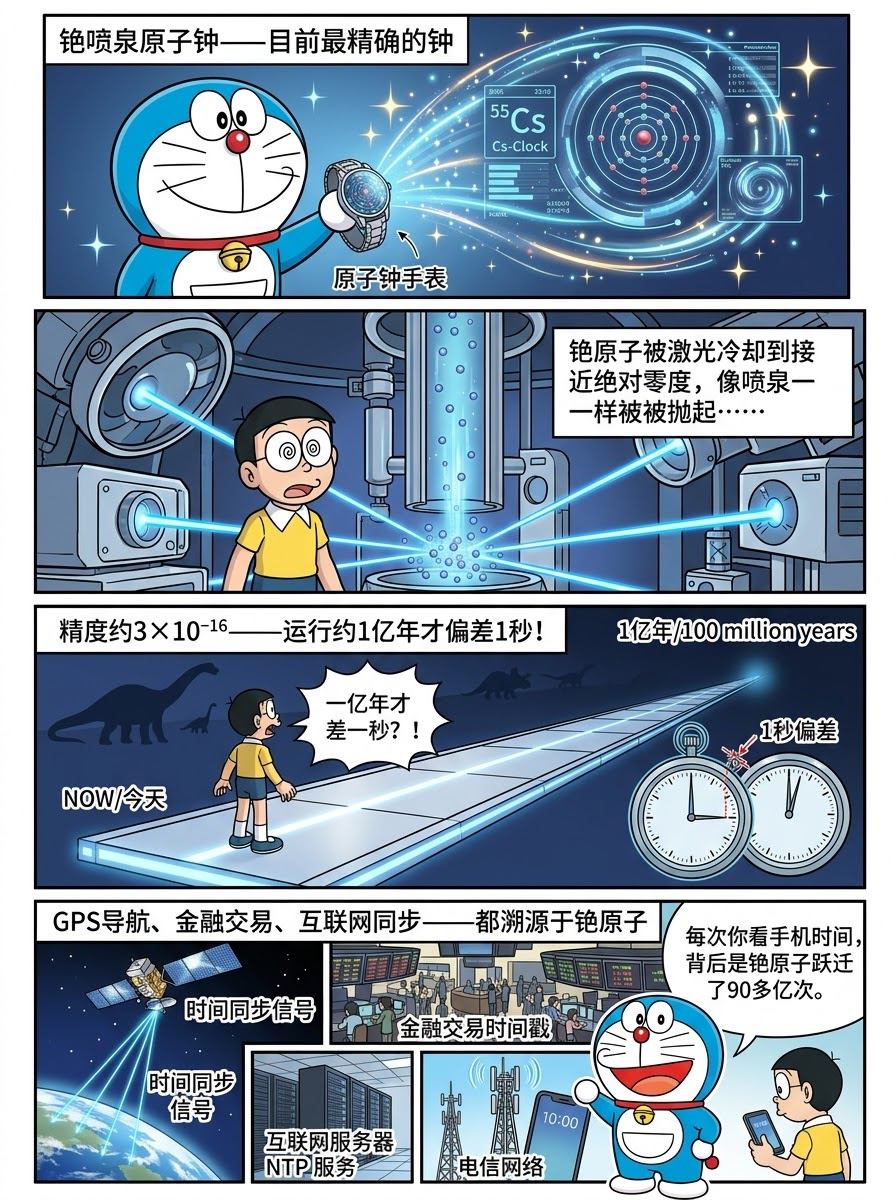 铯喷泉原子钟——目前最精确的钟
55Cs
Cs-Clock
原子钟手表
铯原子被激光冷却到接
近绝对零度，像喷泉一
一样被被抛起……
精度约3×10⁻¹⁶——运行约1亿年才偏差1秒！
1亿年/100 million years
一亿年才
差一秒？！
1秒偏差
NOW/今天
GPS导航、金融交易、互联网同步——都溯源于铯原子
每次你看手机时间，
背后是铯原子跃迁
了90多亿次。
时间同步信号
金融交易时间戳
时间同步
信号
互联网服务器
NTP 服务
电信网络
10:00